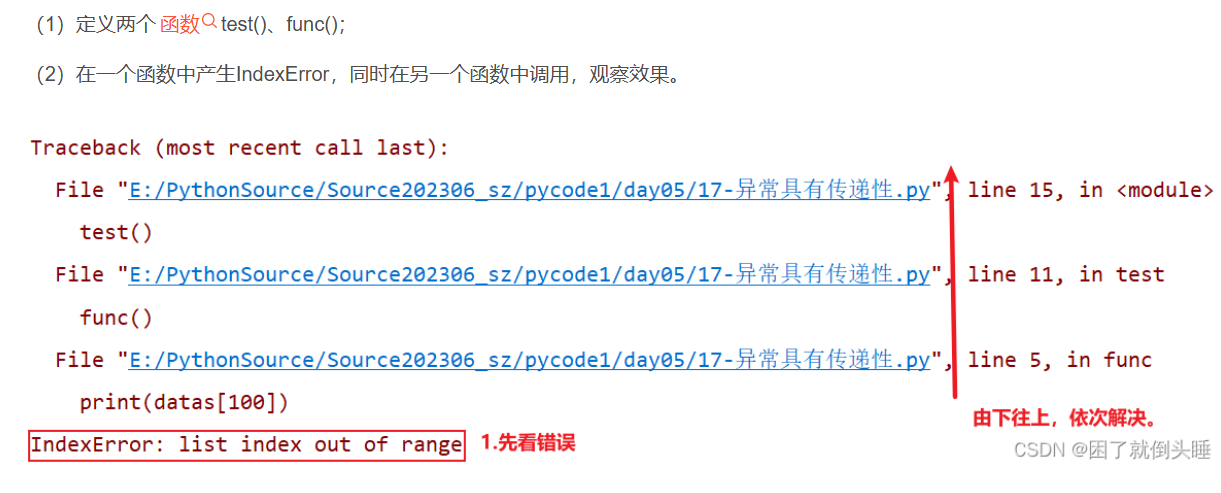 （1）定义两个 函数 test()、func();
（2）在一个函数中产生IndexError，同时在另一个函数中调用，观察效果。
Traceback (most recent call last):
File "E:/PythonSource/Source202306_sz/pycode1/day05/17-异常具有传递性.py", line 15, in <module>
test()
File "E:/PythonSource/Source202306_sz/pycode1/day05/17-异常具有传递性.py", line 11, in test
func()
File "E:/PythonSource/Source202306_sz/pycode1/day05/17-异常具有传递性.py", line 5, in func
print(datas[100])
由下往上，依次解决。
IndexError: list index out of range 1.先看错误
CSDN @困了就倒头睡